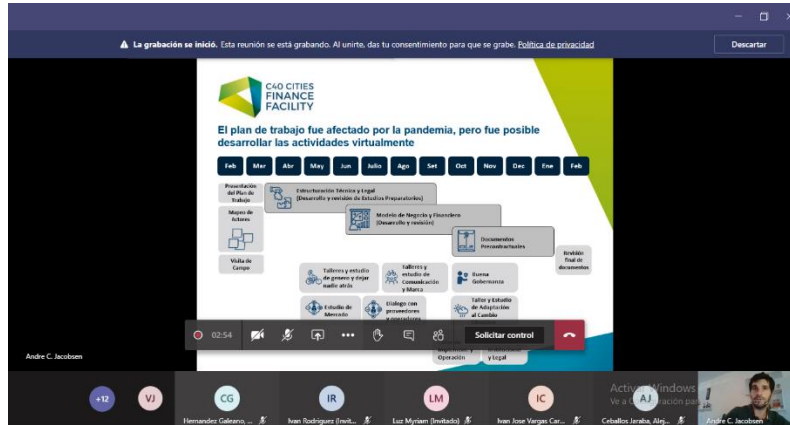 La grabación se inició. Esta reunión se está grabando. Al unirte, das tu consentimiento para que se grabe. Política de privacidad
Descartar
C40 CITIES
FINANCE
FACILITY
El plan de trabajo fue afectado por la pandemia, pero fue posible
desarrollar las actividades virtualmente
Feb Mar Abr May Jun Julio Ago Set Oct Nov Dec Ene Feb
Presentación
del Plan de
Trabajo
Estructuración Técnica y Legal
(Desarrollo y revisión de Estudios Preparatorios)
Mapeo de
Actores
Modelo de Negocio y Financiero
(Desarrollo y revisión)
Documentos
Precontractuales
Visita de
Campo
Revisión
final de
documentos
Talleres y estudio
de genero y dejar
nadie atrás
Talleres y
estudio de
Comunicación
y Marca
Buena
Gobernanza
Estudio de
Mercado
Dialogo con
proveedores
y operadores
Taller y Estudio
de Adaptación
al Cambio
02:54
Solicitar control
Operación
y Legal
Andre C. Jacobsen
+12
VJ
CG
IR
LM
IC
AJ
Hernandez Galeano, ...
Ivan Rodriguez (Invit...
Luz Myriam (Invitado)
Ivan Jose Vargas Car...
Ceballos Jaraba, Alej...
Andre C. Jacobsen